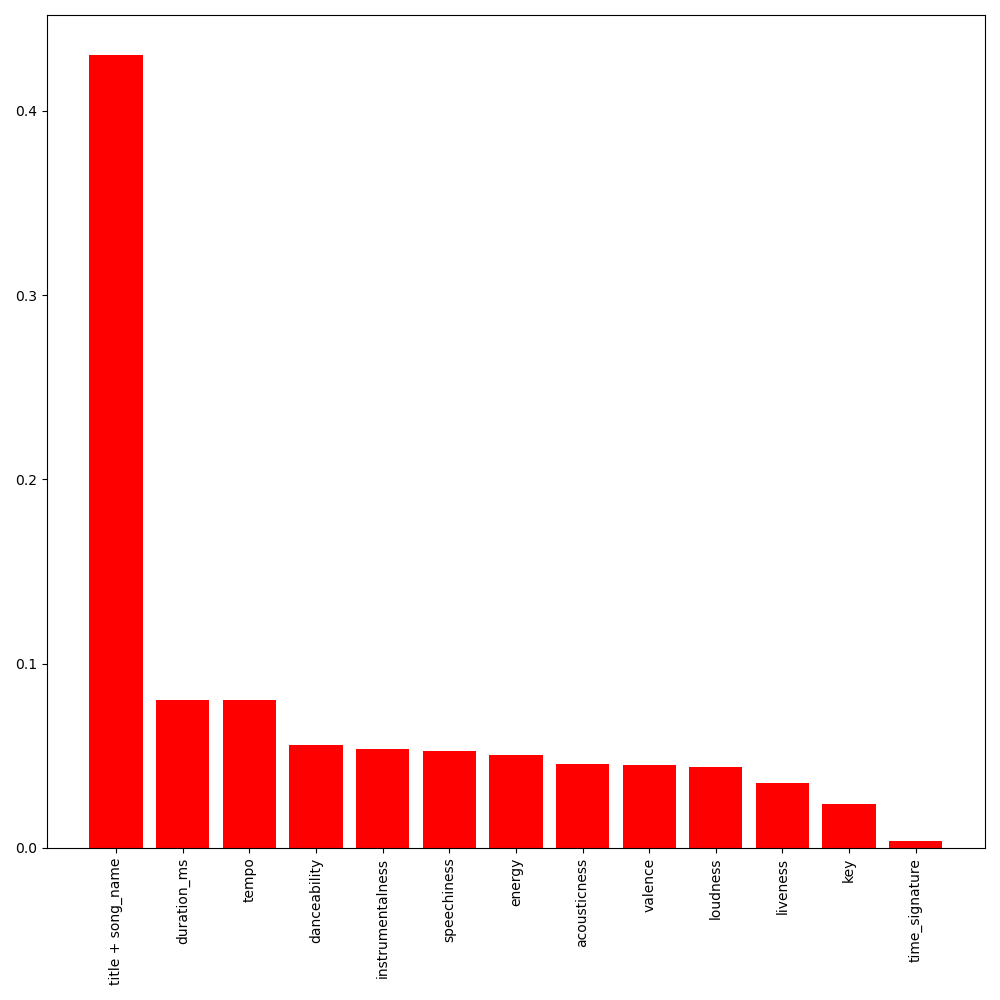 0.4
0.3
0.2
0.1
0.0
title + song_name
duration_ms
tempo
danceability
instrumentalness
speechiness
energy
acousticness
valence
loudness
liveness
key
time_signature